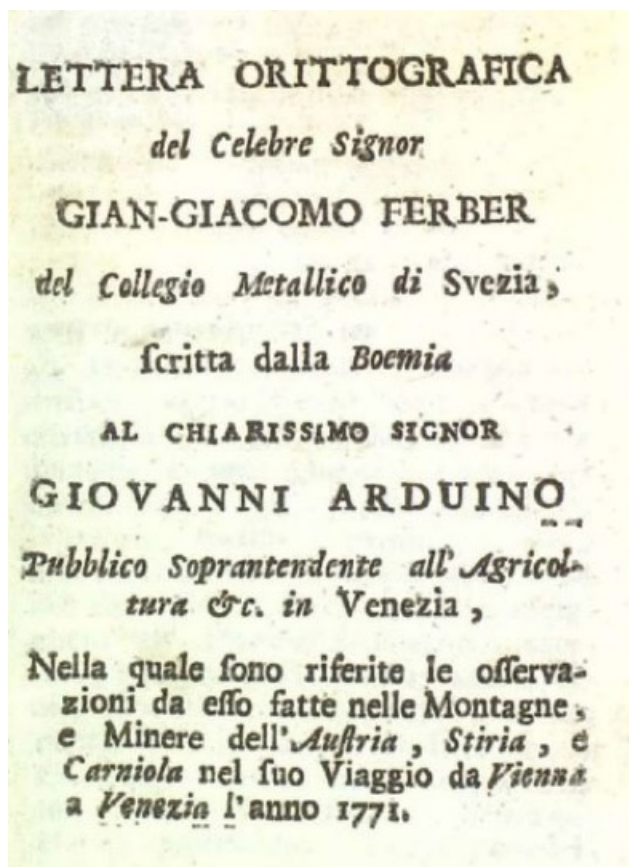 LETTERA ORITTOGRAFICA
del Celebre Signor
GIAN-GIACOMO FERBER
del Collegio Metallico di Svezia,
ſcritta dalla Boemia
AL CHIARISSIMO SIGNOR
GIOVANNI ARDUINO
Pubblico Soprantendente all' Agricol-
tura &c. in Venezia,
Nella quale ſono riferite le oſſerva-
zioni da eſſo fatte nelle Montagne,
e Minere dell'Auſtria, Stiria, e
Carniola nel ſuo Viaggio da Vienna
a Venezia l'anno 1771.